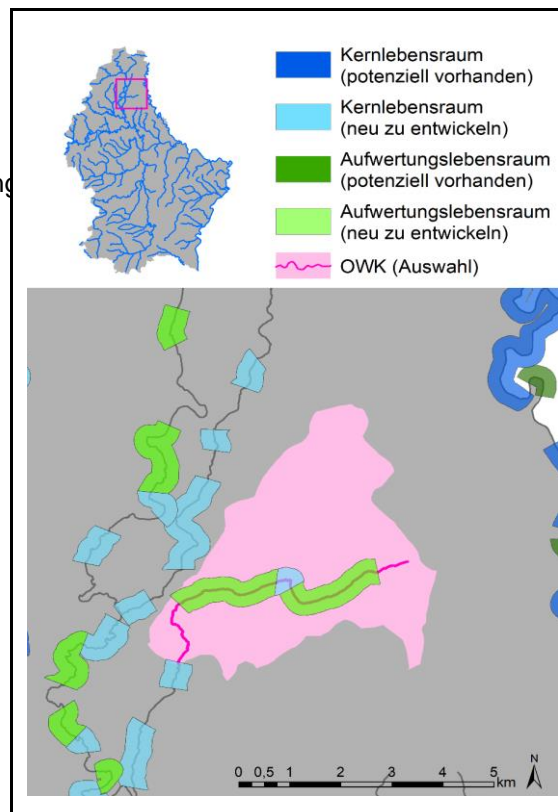 Kernlebensraum
(potenziell vorhanden)
Kernlebensraum
(neu zu entwickeln)
Aufwertungslebensraum
(potenziell vorhanden)
Aufwertungslebensraum
(neu zu entwickeln)
OWK (Auswahl)
0 0,5 1 2 3 4 5
km
N